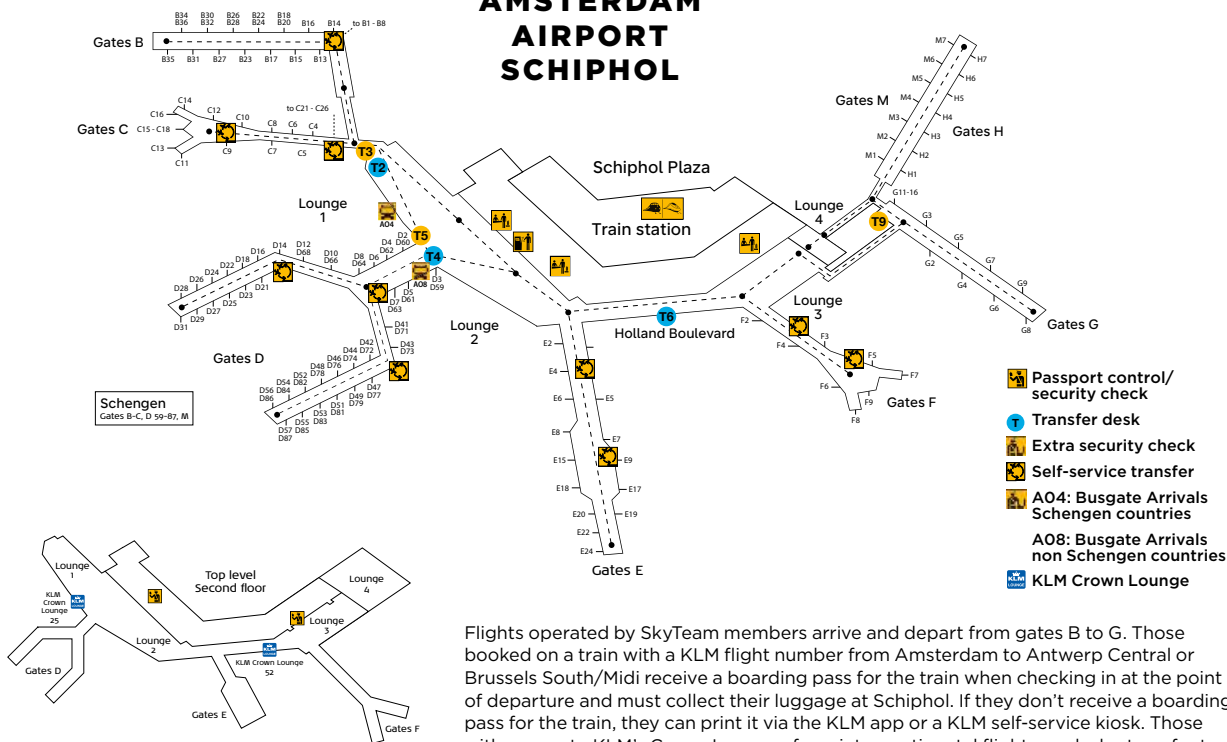 AMSTERDAM
AIRPORT
SCHIPHOL
B34 B30 B26 B22 B18
B36 B32 B28 B24 B20 B16 B14 to B1 - B8
Gates B
B35 B31 B27 B23 B17 B15 B13
C14
C16 C12 C10 to C21 - C26
Gates C C15 - C18 C8 C6 C4
C13 C11 C9 C7 C5
T3
T2
Lounge
1
A04
T5
T4
A08
D2
D4 D60
D6 D62
D8
D64
D10
D66
D12
D68
D14
D16
D18
D22
D24
D26
D28
D31
D29
D27
D25
D23
D21
D3
D59
D5
D61
D7
D63
D41
D71
D43
D73
D42
D72
D44 D46
D74 D76
D48
D78
D52
D82
D54
D84
D56
D86
D47
D77
D49
D79
D51
D81
D53
D83
D55
D85
D57
D87
Gates D
Schengen
Gates B-C, D 59-87, M
Schiphol Plaza
Train station
Lounge
2
T6
Holland Boulevard
E2
E4
E6
E5
E8
E7
E15
E9
E18
E17
E20
E19
E22
E24
Gates E
Lounge
4
T9
Lounge
3
F2
F4
F3
F5
F6
F7
F9
F8
Gates F
M7
M6
M5
M4
M3
M2
M1
Gates M
H7
H6
H5
H4
H3
H2
H1
Gates H
G11-16
G3
G5
G2
G7
G4
G9
G6
G8
Gates G
Passport control/
security check
T Transfer desk
Extra security check
Self-service transfer
A04: Busgate Arrivals
Schengen countries
A08: Busgate Arrivals
non Schengen countries
KLM Crown Lounge
Lounge
1
Top level
Second floor
Lounge
4
KLM
Crown
Lounge
25
Lounge
2
Lounge
3
KLM Crown Lounge
52
Gates D
Gates E
Gates F
Flights operated by SkyTeam members arrive and depart from gates B to G. Those
booked on a train with a KLM flight number from Amsterdam to Antwerp Central or
Brussels South/Midi receive a boarding pass for the train when checking in at the point
of departure and must collect their luggage at Schiphol. If they don't receive a boarding
pass for the train, they can print it via the KLM app or a KLM self-service kiosk. Those